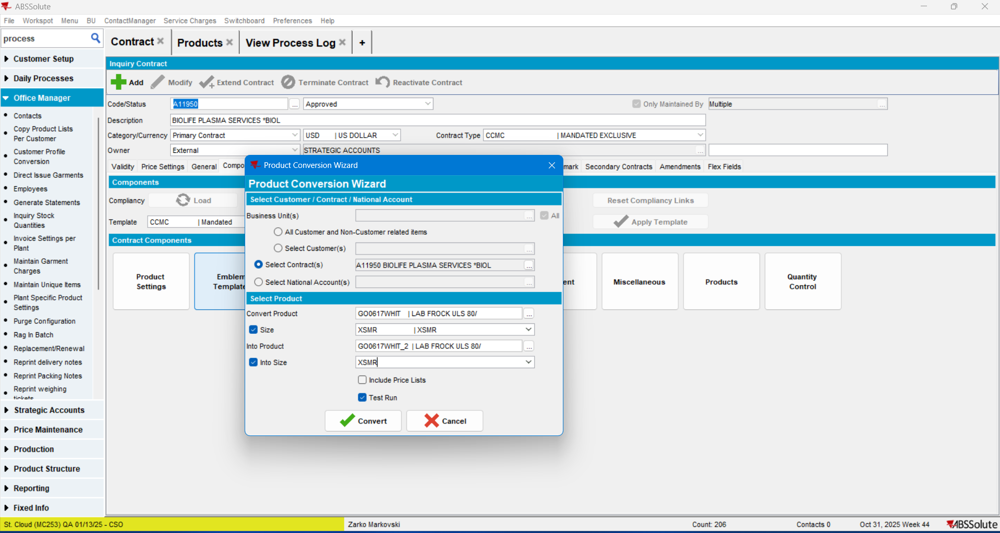 ABSSolute
File Workspot Menu BU ContactManager Service Charges Switchboard Preferences Help
process
Contract
Products
View Process Log
+
Customer Setup
Daily Processes
Office Manager
Contacts
Copy Product Lists
Per Customer
Customer Profile
Conversion
Direct Issue Garments
Employees
Generate Statements
Inquiry Stock
Quantities
Invoice Settings per
Plant
Maintain Garment
Charges
Maintain Unique Items
Plant Specific Product
Settings
Purge Configuration
Rag In Batch
Replacement/Renewal
Reprint delivery notes
Reprint Packing Notes
Reprint weighing
tickets
Strategic Accounts
Price Maintenance
Production
Product Structure
Reporting
Fixed Info
Inquiry Contract
Add Modify Extend Contract Terminate Contract Reactivate Contract
Code/Status A11950 ... Approved Only Maintained By Multiple ...
Description BIOLIFE PLASMA SERVICES *BIOL
Category/Currency Primary Contract USD | US DOLLAR Contract Type CCMC | MANDATED EXCLUSIVE
Owner External STRATEGIC ACCOUNTS ...
Validity Price Settings General Compo mark Secondary Contracts Amendments Flex Fields
Components
Compliancy Load Reset Compliancy Links
Template CCMC | Mandated Apply Template
Contract Components
Product
Settings
Emblem
Template
ent
Miscellaneous
Products
Quantity
Control
Product Conversion Wizard
Product Conversion Wizard
Select Customer / Contract / National Account
Business Unit(s) ... All
All Customer and Non-Customer related items
Select Customer(s) ...
Select Contract(s) A11950 BIOLIFE PLASMA SERVICES *BIOL ...
Select National Account(s) ...
Select Product
Convert Product GO0617WHIT | LAB FROCK ULS 80/ ...
Size XSMR | XSMR
Into Product GO0617WHIT_2 | LAB FROCK ULS 80/ ...
Into Size XSMR
Include Price Lists
Test Run
Convert Cancel
St. Cloud (MC253) QA 01/13/25 - CSO Zarko Markovski Count: 206 Contacts 0 Oct 31, 2025 Week 44 ABSSolute